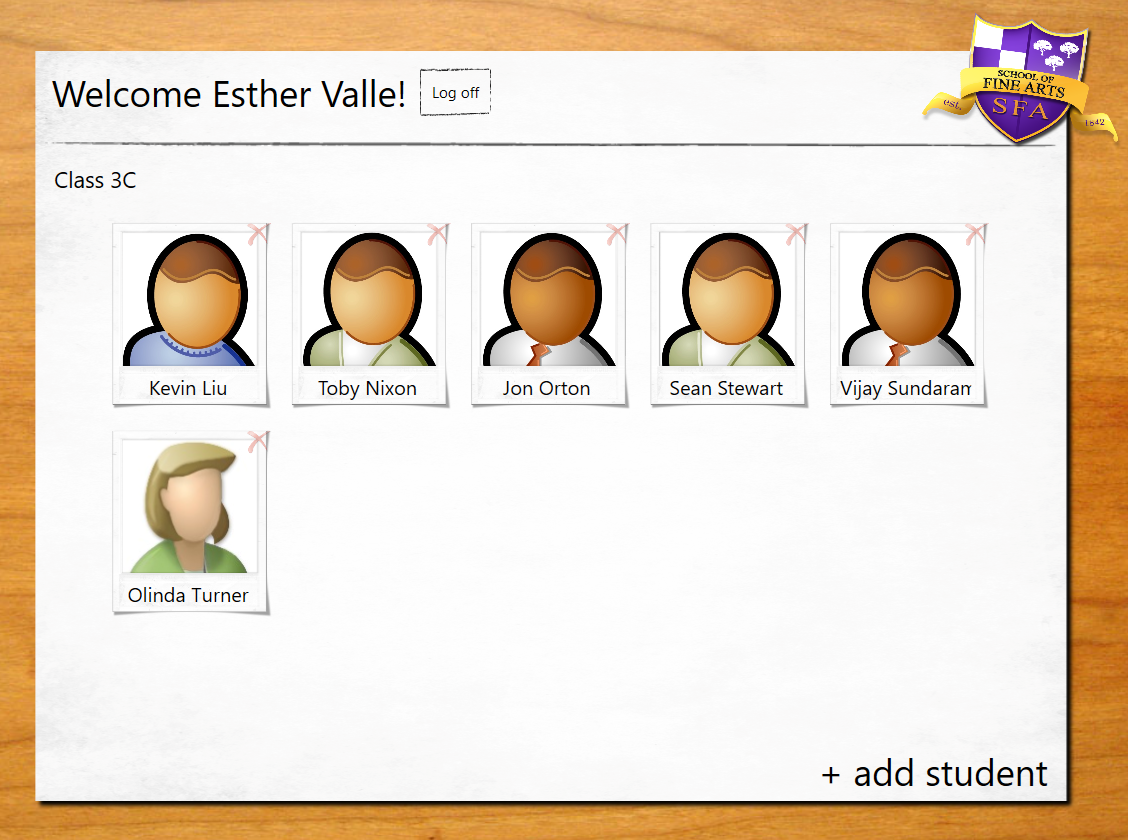 Welcome Esther Valle!
Log off
SCHOOL OF
FINE ARTS
est. SFA 1842
Class 3C
Kevin Liu
Toby Nixon
Jon Orton
Sean Stewart
Vijay Sundaram
Olinda Turner
+ add student